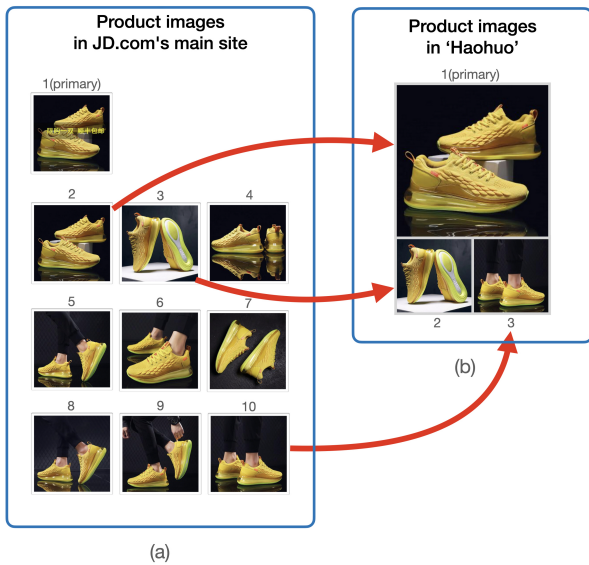 Product images
in JD.com's main site
1(primary)
2
3
4
5
6
7
8
9
10
(a)
Product images
in ‘Haohuo’
1(primary)
2
3
(b)